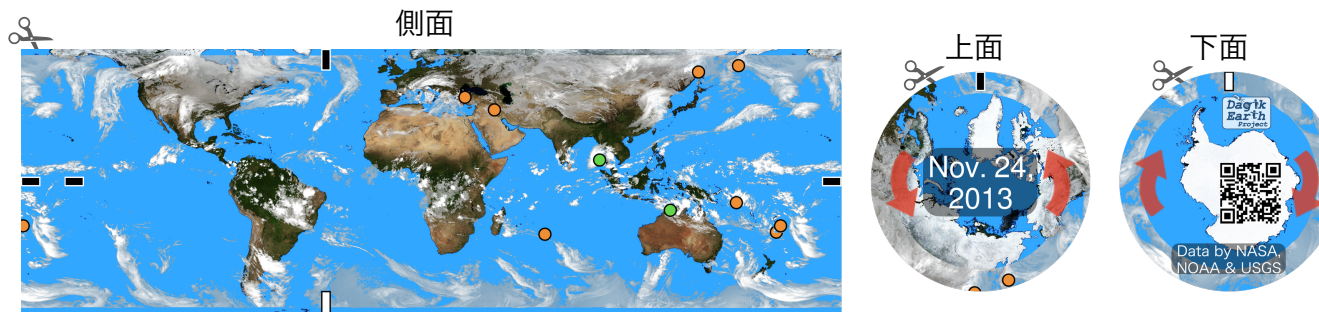 側面
上面
下面
Nov. 24,
2013
Dagik
Earth
Project
Data by NASA,
NOAA & USGS